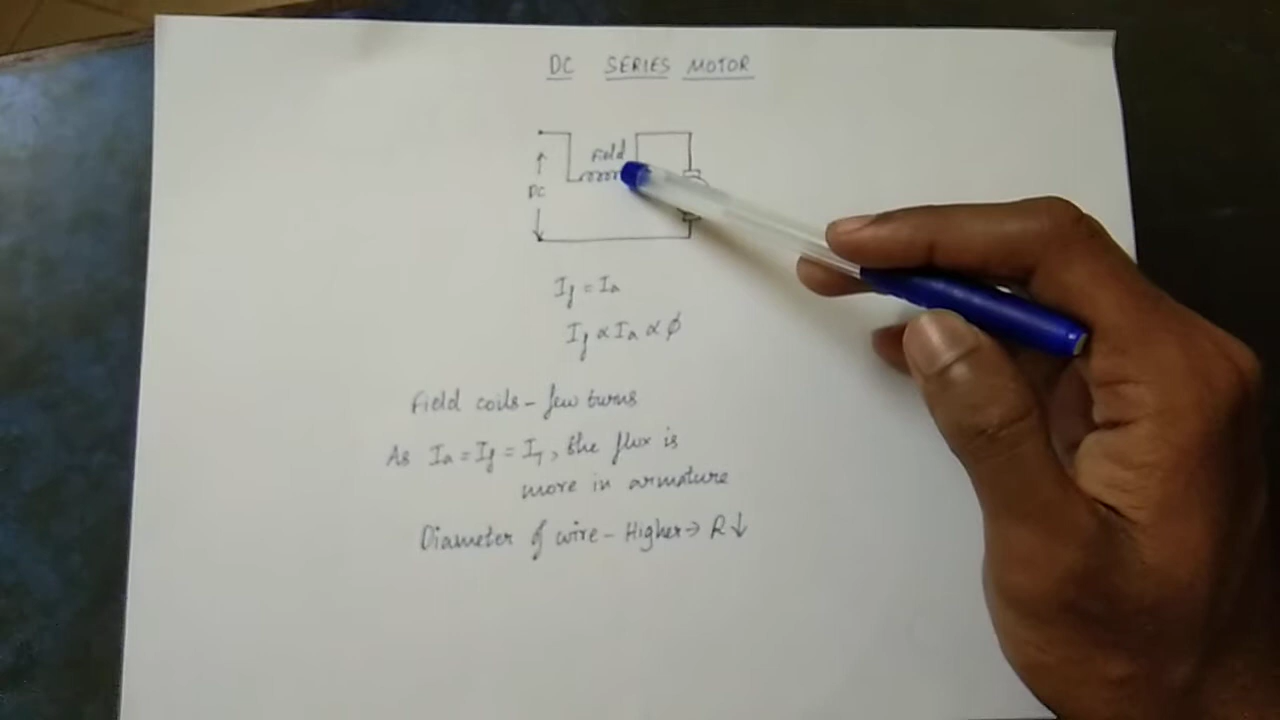 DC SERIES MOTOR
Field
DC
If = Ia
If ∝ Ia ∝ ϕ
Field coils - few turns
As Ia = If = IT, the flux is
more in armature
Diameter of wire - Higher → R↓